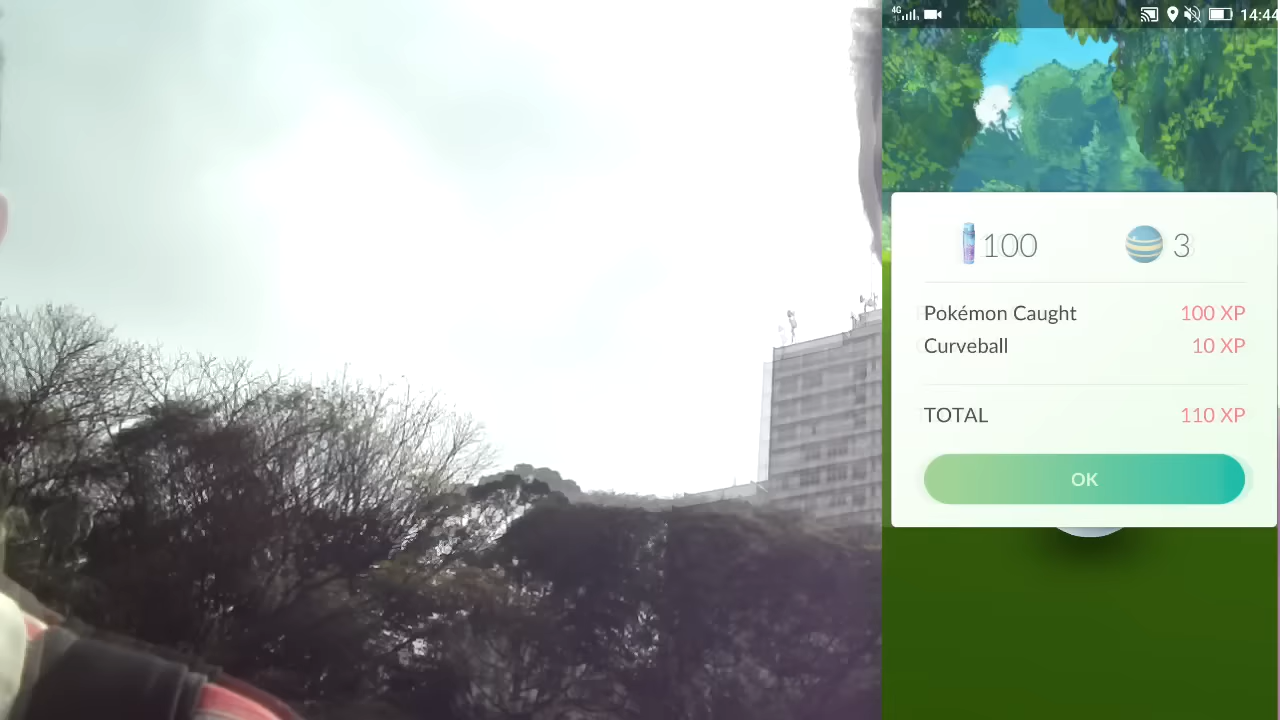 4G 14:44
100 3
Pokémon Caught 100 XP
Curveball 10 XP
TOTAL 110 XP
OK